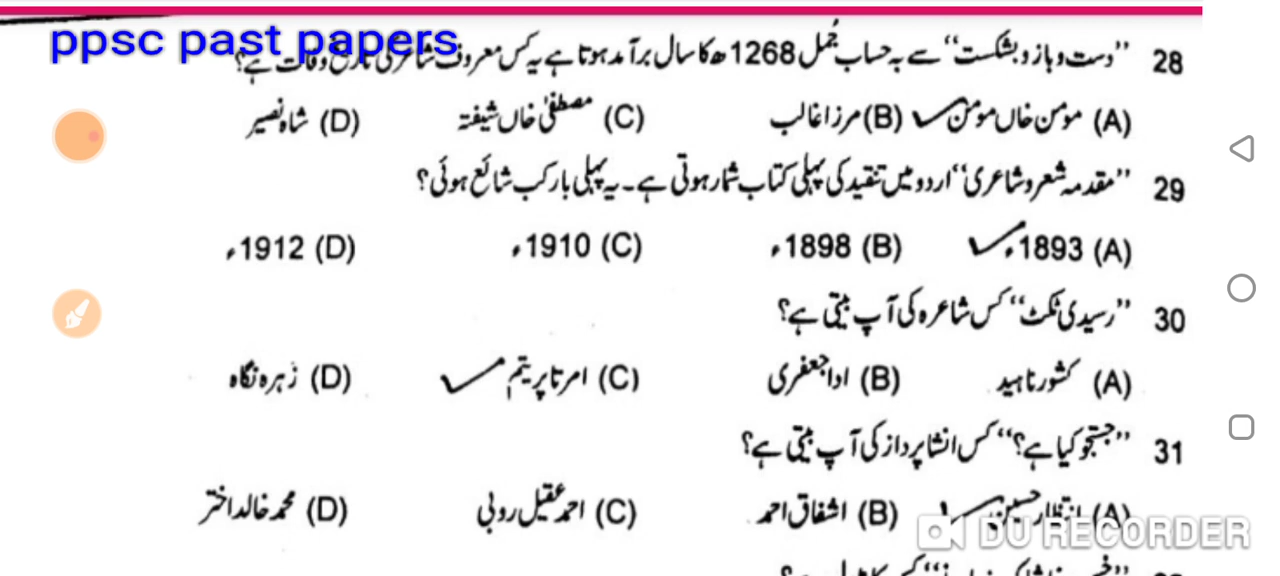 ppsc past papers
28 ”دست و بازو بشکست“ سے بہ حساب جُمل 1268ھ کا سال برآمد ہوتا ہے یہ کس معروف شاعر کی تاریخ وفات ہے؟
(A) مومن خاں مومن (B) مرزا غالب (C) مصطفیٰ خاں شیفتہ (D) شاہ نصیر
29 ”مقدمہ شعر و شاعری“ اردو میں تنقید کی پہلی کتاب شمار ہوتی ہے۔ یہ پہلی بار کب شائع ہوئی؟
(A) 1893ء (B) 1898ء (C) 1910ء (D) 1912ء
30 ”رسیدی ٹکٹ“ کس شاعرہ کی آپ بیتی ہے؟
(A) کشور ناہید (B) ادا جعفری (C) امرتا پریتم (D) زہرہ نگاہ
31 ”جستجو کیا ہے؟“ کس انشا پرداز کی آپ بیتی ہے؟
(A) انتظار حسین (B) اشفاق احمد (C) احمد عقیل روبی (D) محمد خالد اختر
DU RECORDER